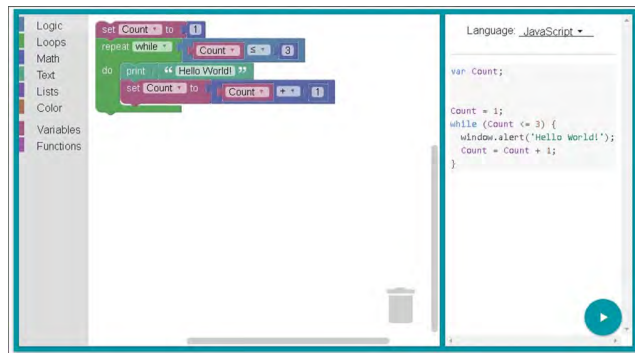 Logic
Loops
Math
Text
Lists
Color
Variables
Functions
set Count to 1
repeat while Count ≤ 3
do print “ Hello World! ”
set Count to Count + 1
Language: JavaScript
var Count;
Count = 1;
while (Count <= 3) {
window.alert('Hello World!');
Count = Count + 1;
}